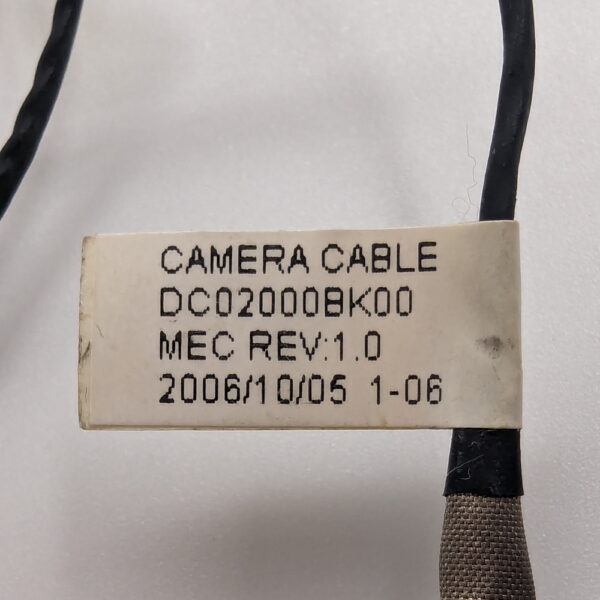 CAMERA CABLE
DC02000BK00
MEC REV:1.0
2006/10/05 1-06